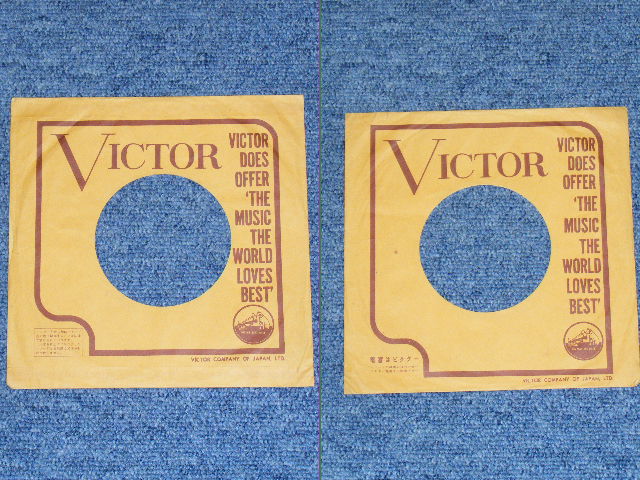 VICTOR
VICTOR
DOES
OFFER
'THE
MUSIC
THE
WORLD
LOVES
BEST'
VICTOR COMPANY OF JAPAN, LTD.
VICTOR
VICTOR
DOES
OFFER
'THE
MUSIC
THE
WORLD
LOVES
BEST'
電蓄はビクター
VICTOR COMPANY OF JAPAN, LTD.